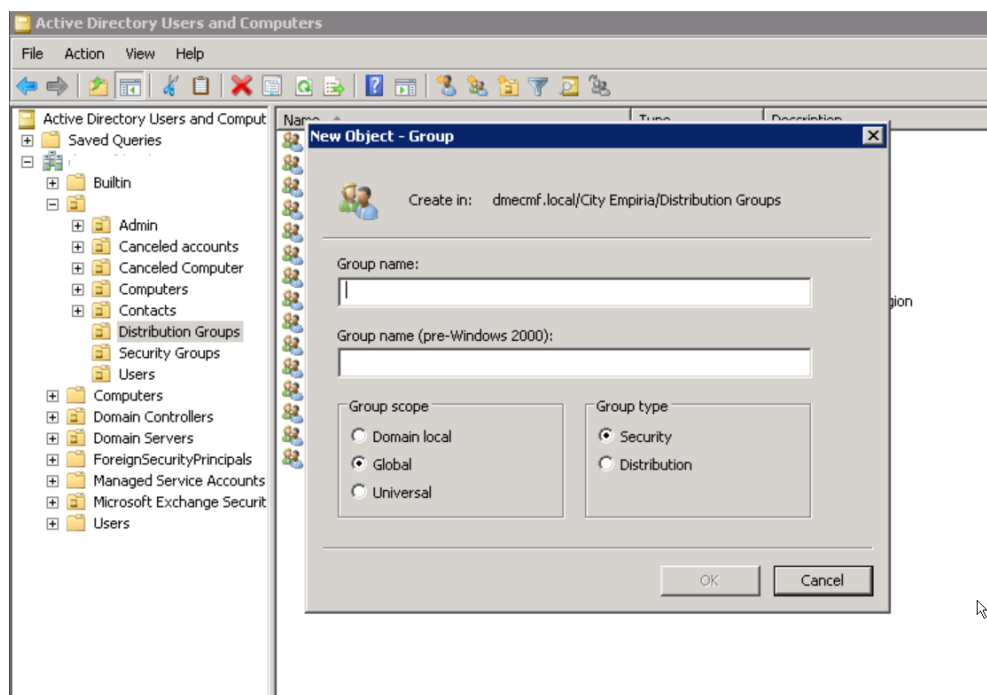 Active Directory Users and Computers
File Action View Help
Active Directory Users and Comput
Saved Queries
Builtin
Admin
Canceled accounts
Canceled Computer
Computers
Contacts
Distribution Groups
Security Groups
Users
Computers
Domain Controllers
Domain Servers
ForeignSecurityPrincipals
Managed Service Accounts
Microsoft Exchange Securit
Users
Name Type Description
New Object - Group
Create in: dmecmf.local/City Empiria/Distribution Groups
Group name:
gion
Group name (pre-Windows 2000):
Group scope
Domain local
Global
Universal
Group type
Security
Distribution
OK Cancel